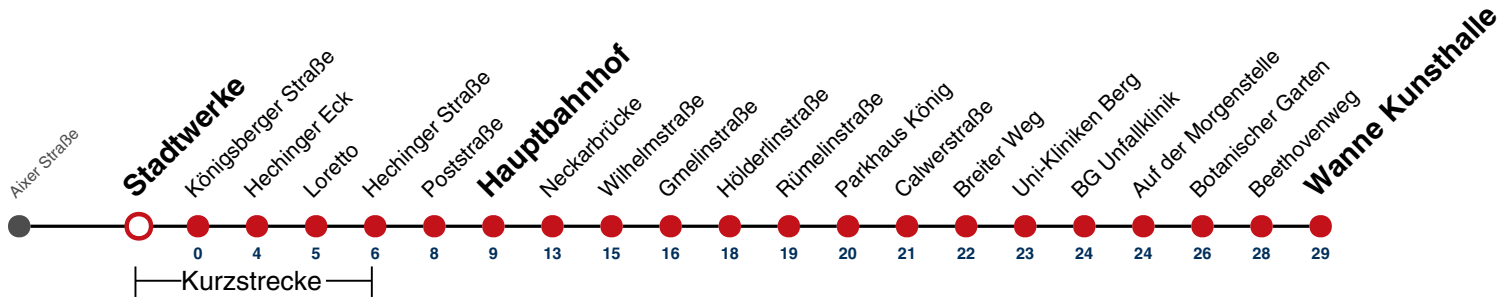 Aixer Straße
Stadtwerke
Königsberger Straße
Hechinger Eck
Loretto
Hechinger Straße
Poststraße
Hauptbahnhof
Neckarbrücke
Wilhelmstraße
Gmelinstraße
Hölderlinstraße
Rümelinstraße
Parkhaus König
Calwerstraße
Breiter Weg
Uni-Kliniken Berg
BG Unfallklinik
Auf der Morgenstelle
Botanischer Garten
Beethovenweg
Wanne Kunsthalle
0 4 5 6 8 9 13 15 16 18 19 20 21 22 23 24 24 26 28 29
Kurzstrecke